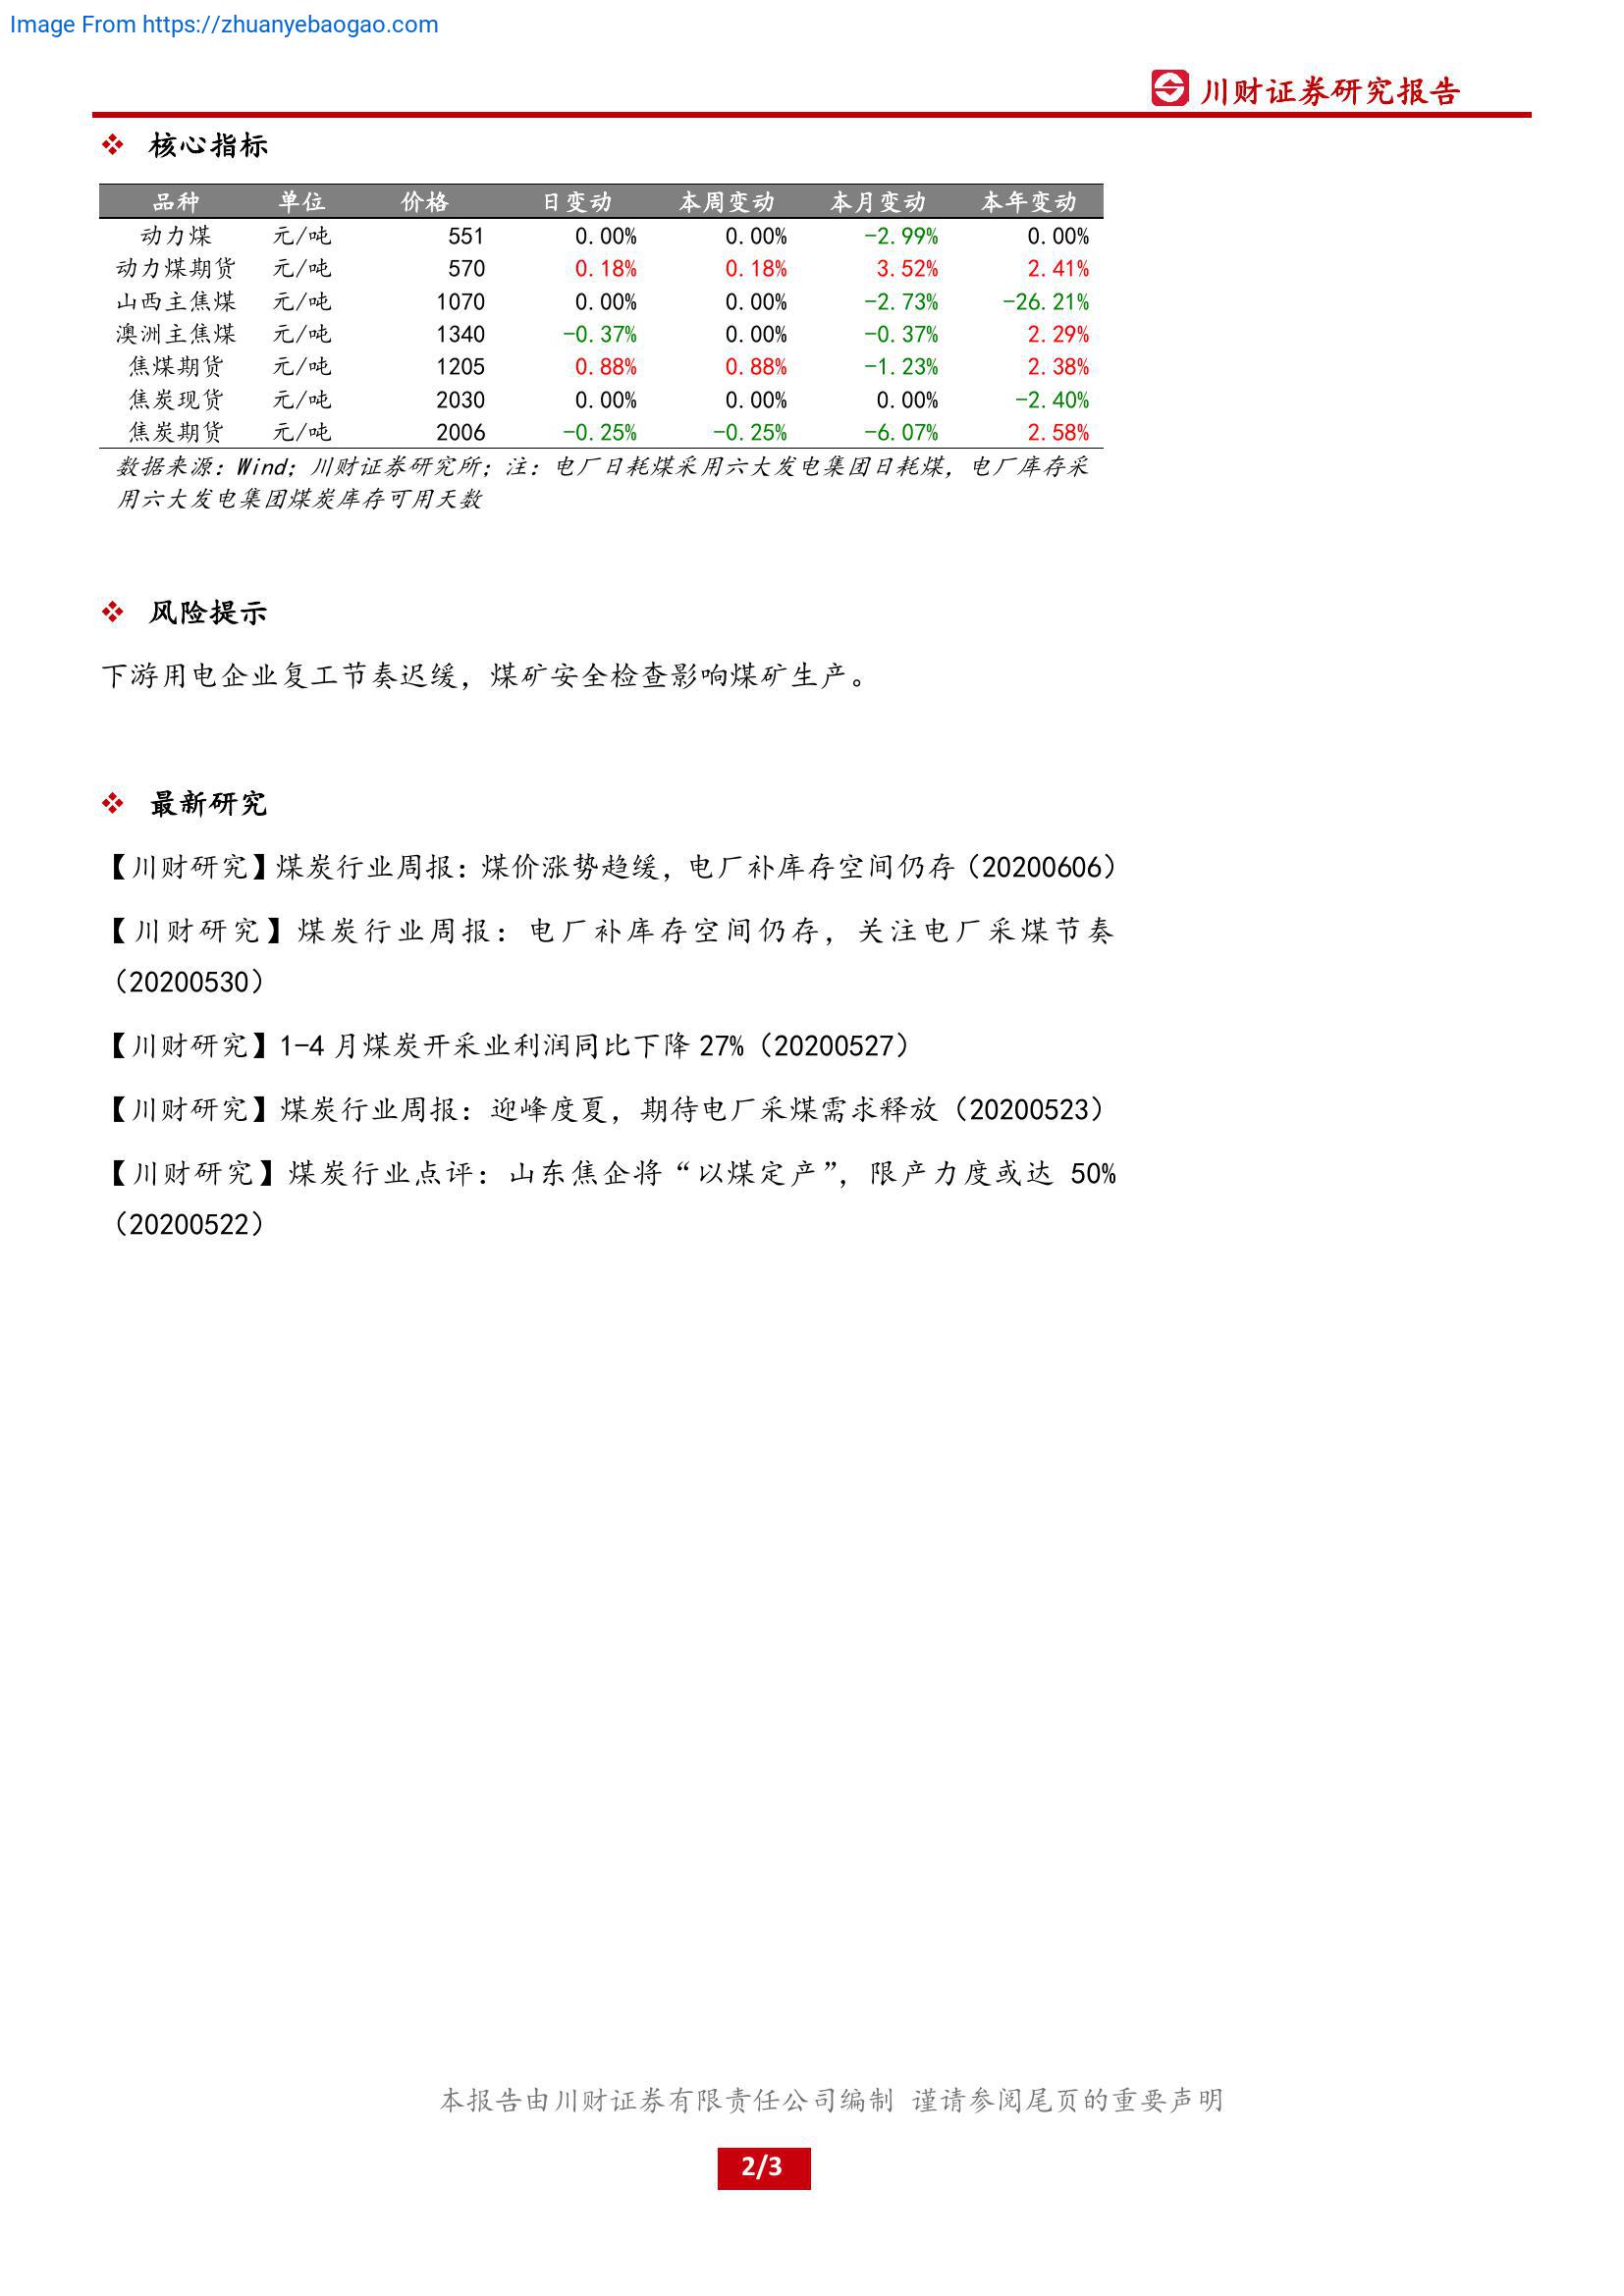 Image From https://zhuanyebaogao.com
川财证券研究报告
核心指标
品种 单位 价格 日变动 本周变动 本月变动 本年变动
动力煤 元/吨 551 0.00% 0.00% -2.99% 0.00%
动力煤期货 元/吨 570 0.18% 0.18% 3.52% 2.41%
山西主焦煤 元/吨 1070 0.00% 0.00% -2.73% -26.21%
澳洲主焦煤 元/吨 1340 -0.37% 0.00% -0.37% 2.29%
焦煤期货 元/吨 1205 0.88% 0.88% -1.23% 2.38%
焦炭现货 元/吨 2030 0.00% 0.00% 0.00% -2.40%
焦炭期货 元/吨 2006 -0.25% -0.25% -6.07% 2.58%
数据来源：Wind；川财证券研究所；注：电厂日耗煤采用六大发电集团日耗煤，电厂库存采
用六大发电集团煤炭库存可用天数
风险提示
下游用电企业复工节奏迟缓，煤矿安全检查影响煤矿生产。
最新研究
【川财研究】煤炭行业周报：煤价涨势趋缓，电厂补库存空间仍存（20200606）
【川财研究】煤炭行业周报：电厂补库存空间仍存，关注电厂采煤节奏
（20200530）
【川财研究】1-4 月煤炭开采业利润同比下降 27%（20200527）
【川财研究】煤炭行业周报：迎峰度夏，期待电厂采煤需求释放（20200523）
【川财研究】煤炭行业点评：山东焦企将“以煤定产”，限产力度或达 50%
（20200522）
本报告由川财证券有限责任公司编制 谨请参阅尾页的重要声明
2/3